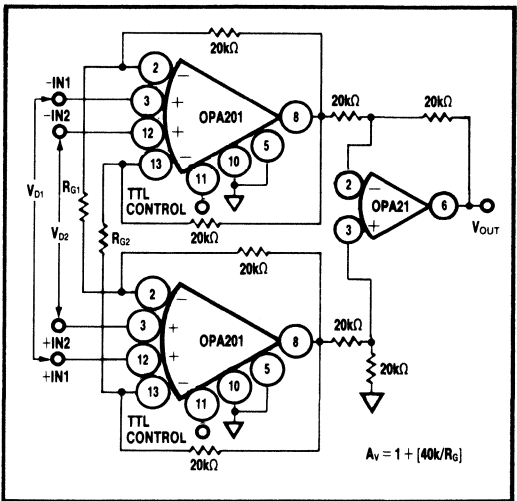 20kΩ
2
−
−IN1
3
+
OPA201
8
20kΩ
20kΩ
−IN2
12
+
5
13
−
10
2
−
OPA21
6
RG1
TTL
CONTROL
11
VD1
VD2
RG2
20kΩ
3
+
VOUT
20kΩ
2
−
+IN2
3
+
OPA201
8
20kΩ
+IN1
12
+
5
20kΩ
13
−
10
TTL
CONTROL
11
20kΩ
AV = 1 + [40k/RG]